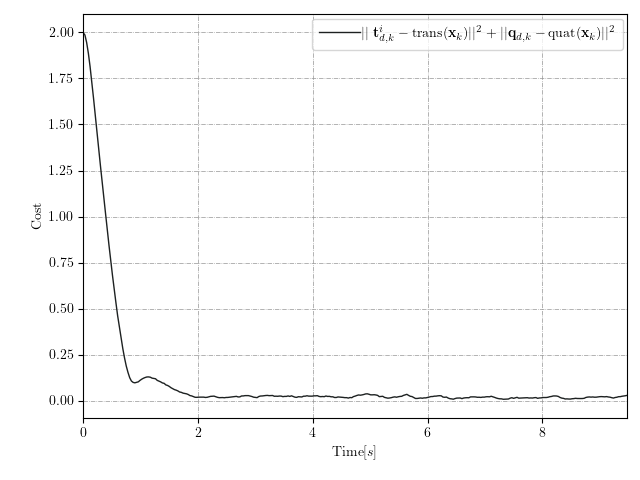 || t^i_{d,k} − trans(x_k)||^2 + ||q_{d,k} − quat(x_k)||^2
2.00
1.75
1.50
1.25
1.00
0.75
0.50
0.25
0.00
Cost
0 2 4 6 8
Time[s]